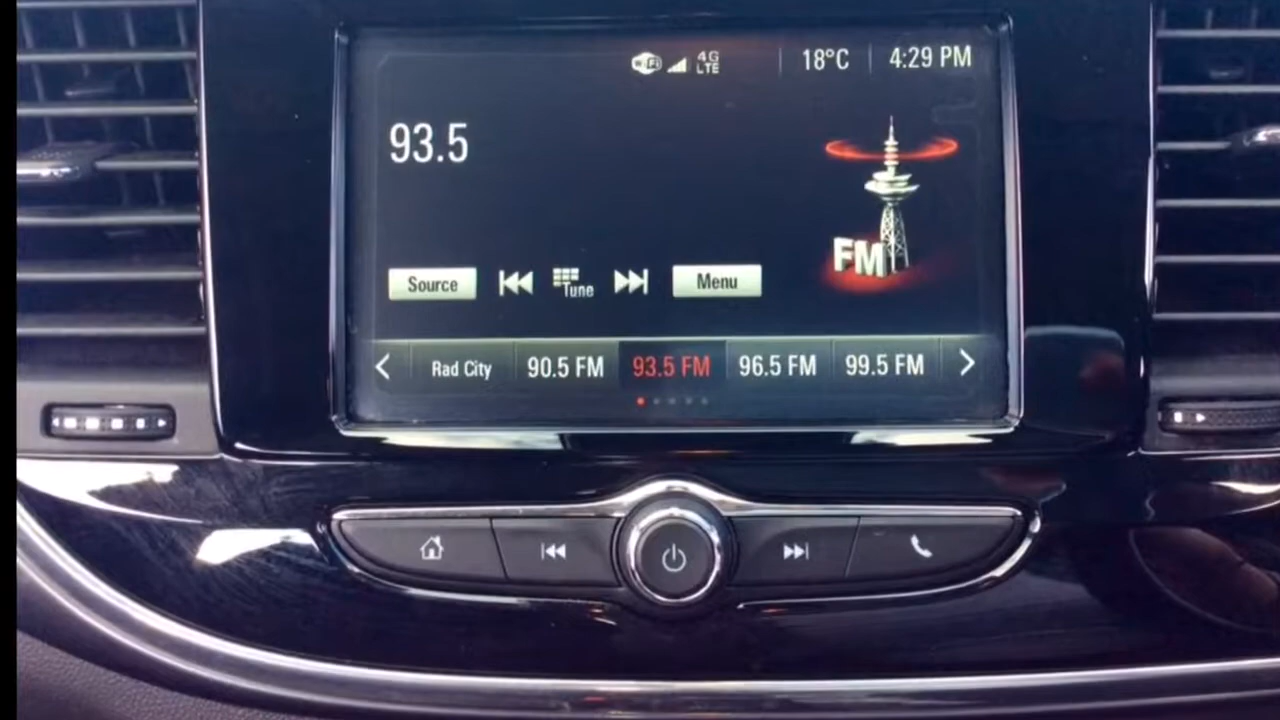 WiFi 4G LTE 18°C 4:29 PM
93.5
FM
Source Tune Menu
Rad City 90.5 FM 93.5 FM 96.5 FM 99.5 FM